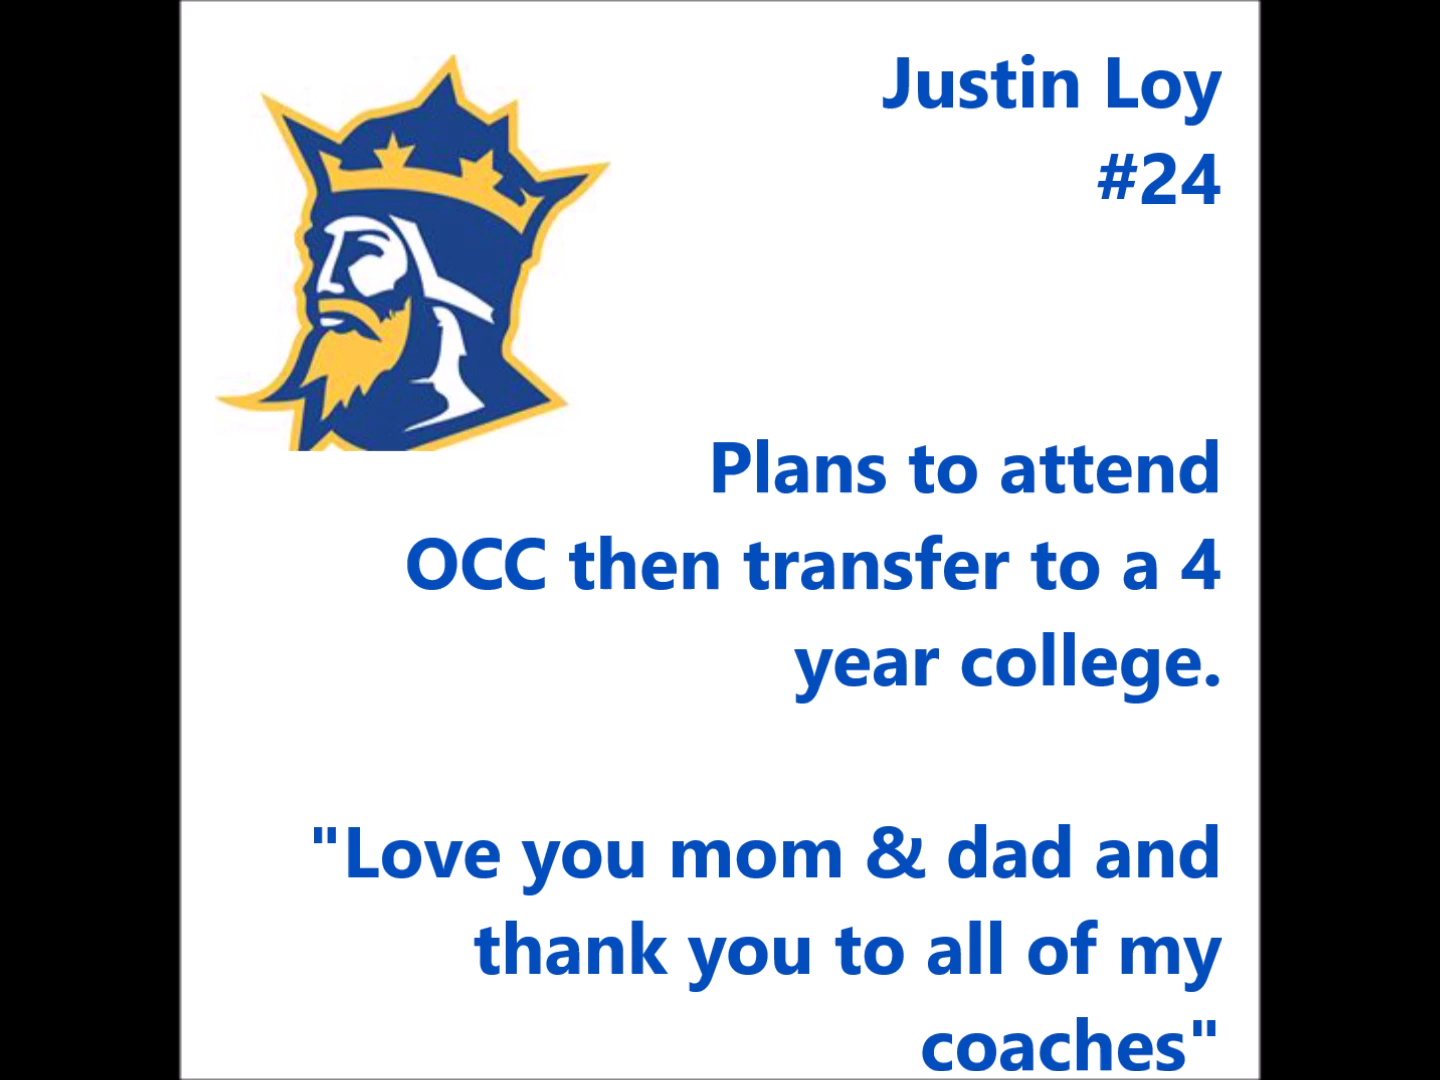 Justin Loy
#24
Plans to attend
OCC then transfer to a 4
year college.
"Love you mom & dad and
thank you to all of my
coaches"